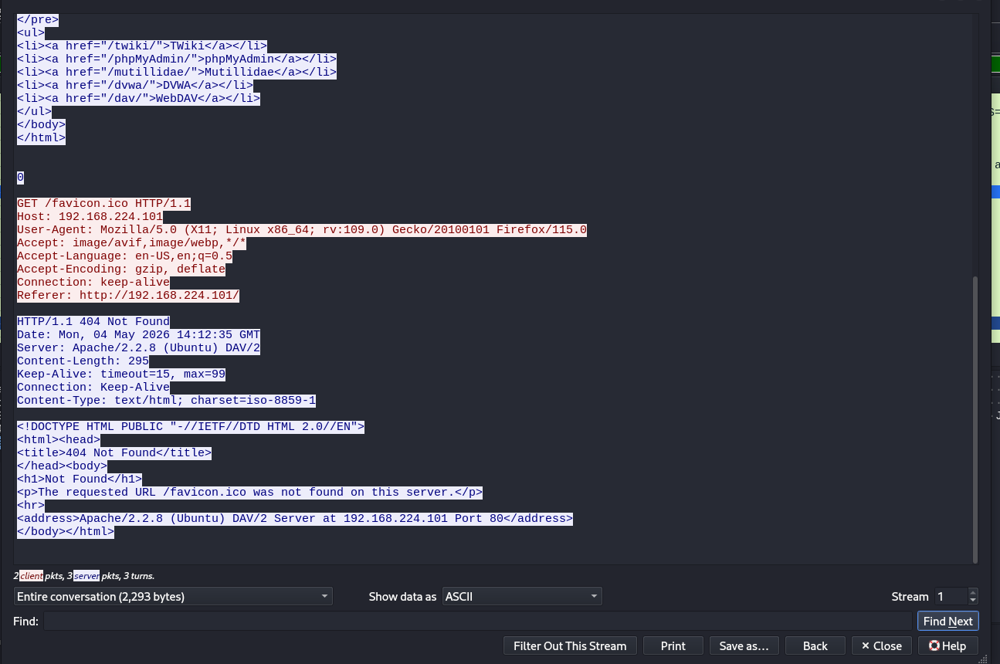 </pre>
<ul>
<li><a href="/twiki/">TWiki</a></li>
<li><a href="/phpMyAdmin/">phpMyAdmin</a></li>
<li><a href="/mutillidae/">Mutillidae</a></li>
<li><a href="/dvwa/">DVWA</a></li>
<li><a href="/dav/">WebDAV</a></li>
</ul>
</body>
</html>
0
GET /favicon.ico HTTP/1.1
Host: 192.168.224.101
User-Agent: Mozilla/5.0 (X11; Linux x86_64; rv:109.0) Gecko/20100101 Firefox/115.0
Accept: image/avif,image/webp,*/*
Accept-Language: en-US,en;q=0.5
Accept-Encoding: gzip, deflate
Connection: keep-alive
Referer: http://192.168.224.101/
HTTP/1.1 404 Not Found
Date: Mon, 04 May 2026 14:12:35 GMT
Server: Apache/2.2.8 (Ubuntu) DAV/2
Content-Length: 295
Keep-Alive: timeout=15, max=99
Connection: Keep-Alive
Content-Type: text/html; charset=iso-8859-1
<!DOCTYPE HTML PUBLIC "-//IETF//DTD HTML 2.0//EN">
<html><head>
<title>404 Not Found</title>
</head><body>
<h1>Not Found</h1>
<p>The requested URL /favicon.ico was not found on this server.</p>
<hr>
<address>Apache/2.2.8 (Ubuntu) DAV/2 Server at 192.168.224.101 Port 80</address>
</body></html>
2 client pkts, 3 server pkts, 3 turns.
Entire conversation (2,293 bytes) Show data as ASCII Stream 1
Find: Find Next
Filter Out This Stream Print Save as… Back × Close Help